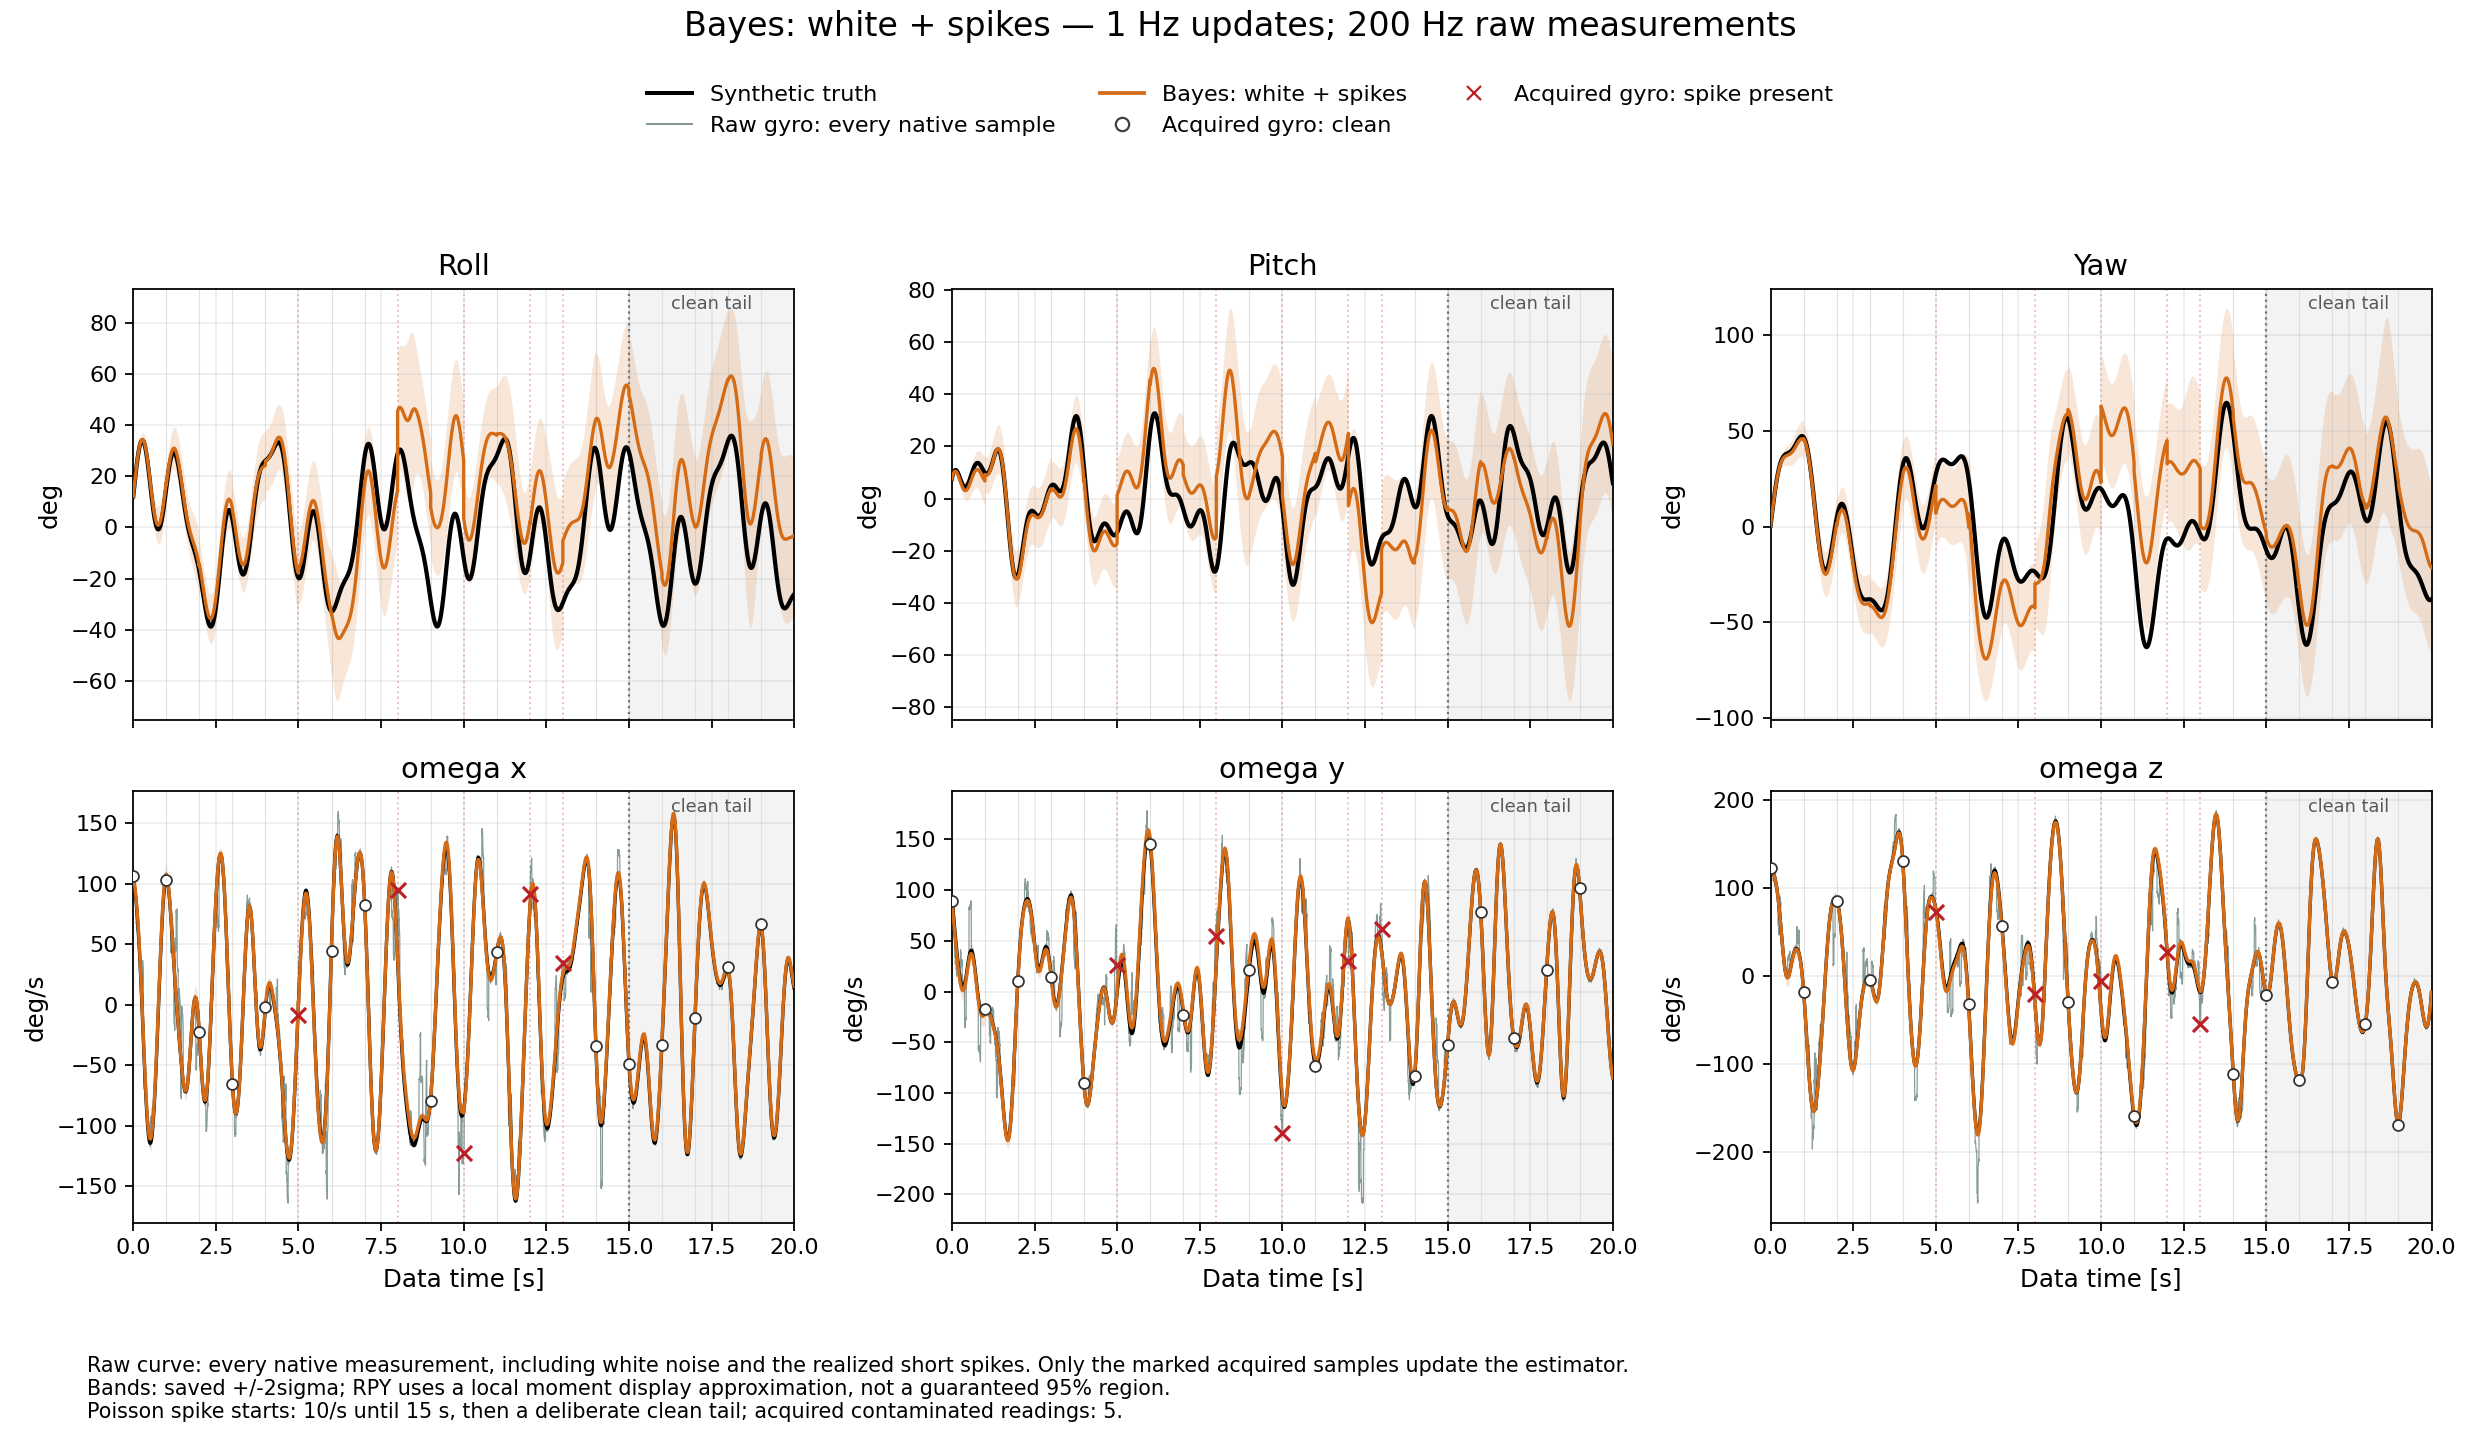 Bayes: white + spikes — 1 Hz updates; 200 Hz raw measurements
Synthetic truth
Raw gyro: every native sample
Bayes: white + spikes
Acquired gyro: clean
Acquired gyro: spike present
Roll
clean tail
deg
80
60
40
20
0
−20
−40
−60
Pitch
clean tail
deg
80
60
40
20
0
−20
−40
−60
−80
Yaw
clean tail
deg
100
50
0
−50
−100
omega x
clean tail
deg/s
150
100
50
0
−50
−100
−150
0.0 2.5 5.0 7.5 10.0 12.5 15.0 17.5 20.0
Data time [s]
omega y
clean tail
deg/s
150
100
50
0
−50
−100
−150
−200
0.0 2.5 5.0 7.5 10.0 12.5 15.0 17.5 20.0
Data time [s]
omega z
clean tail
deg/s
200
100
0
−100
−200
0.0 2.5 5.0 7.5 10.0 12.5 15.0 17.5 20.0
Data time [s]
Raw curve: every native measurement, including white noise and the realized short spikes. Only the marked acquired samples update the estimator.
Bands: saved +/-2sigma; RPY uses a local moment display approximation, not a guaranteed 95% region.
Poisson spike starts: 10/s until 15 s, then a deliberate clean tail; acquired contaminated readings: 5.